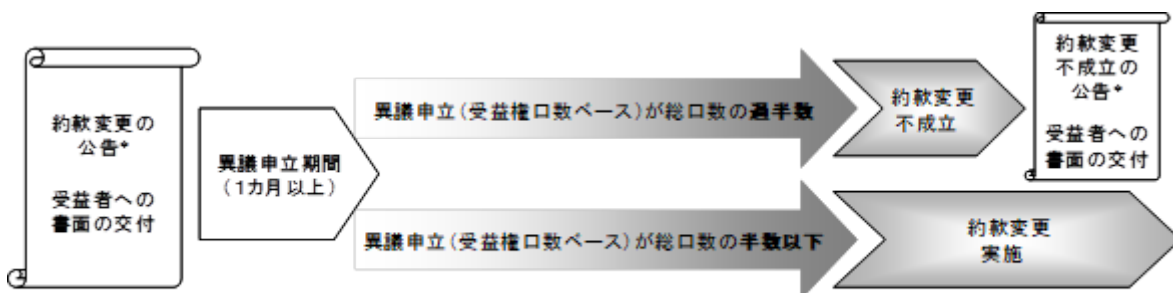 約款変更の
公告*
受益者への
書面の交付
異議申立期間
(1カ月以上)
異議申立(受益権口数ベース)が総口数の過半数
約款変更
不成立
約款変更
不成立の
公告*
受益者への
書面の交付
異議申立(受益権口数ベース)が総口数の半数以下
約款変更
実施